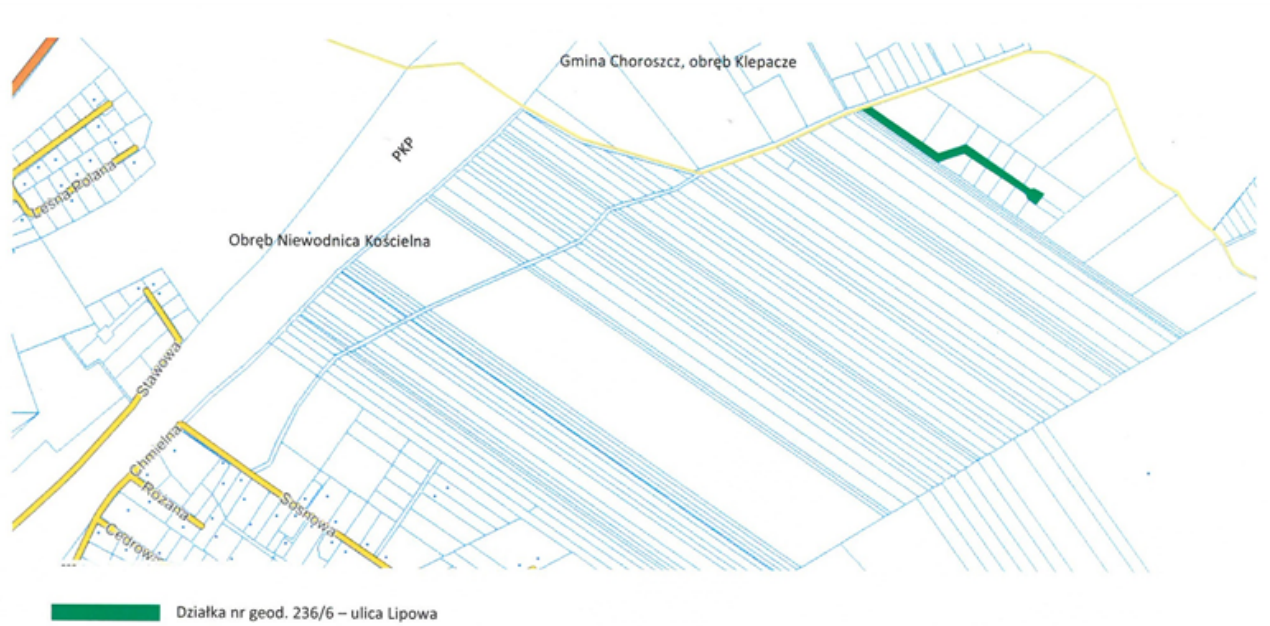 Gmina Choroszcz, obręb Klepacze
PKP
Leśna Polana
Obręb Niewodnica Kościelna
Stawowa
Chmielna
Różana
Sosnowa
Działka nr geod. 236/6 – ulica Lipowa